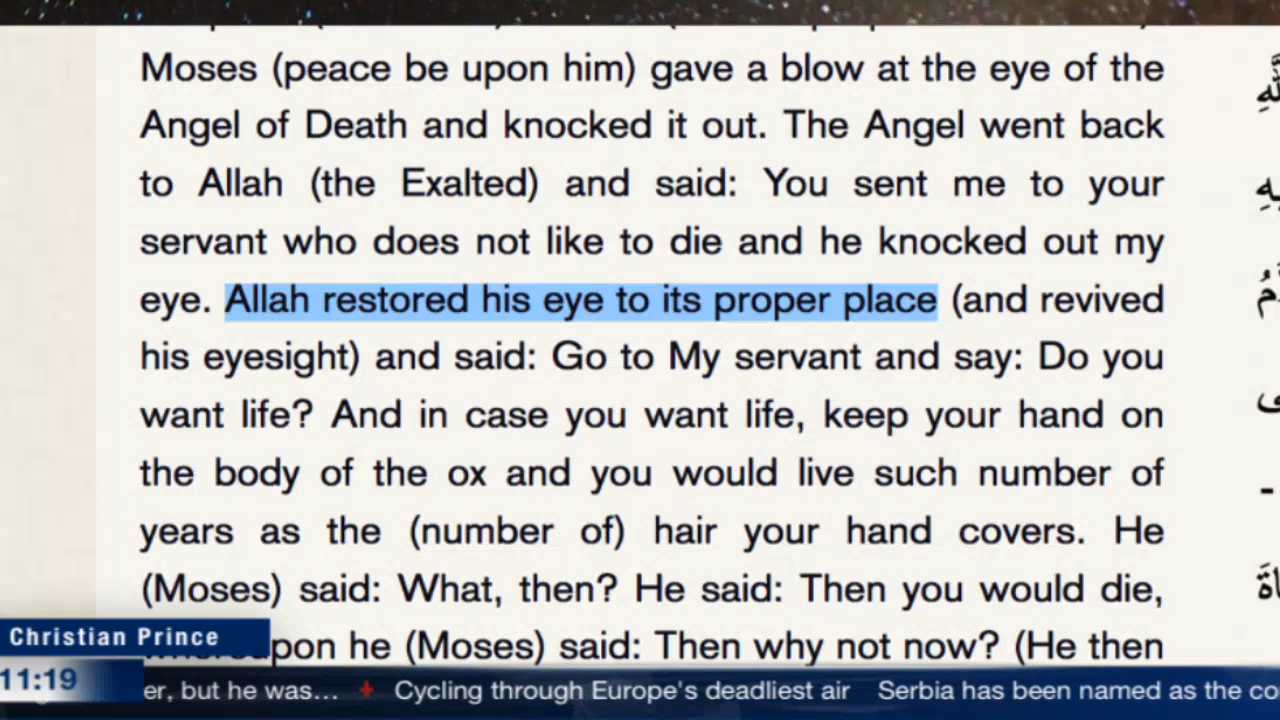 Moses (peace be upon him) gave a blow at the eye of the
Angel of Death and knocked it out. The Angel went back
to Allah (the Exalted) and said: You sent me to your
servant who does not like to die and he knocked out my
eye. Allah restored his eye to its proper place (and revived
his eyesight) and said: Go to My servant and say: Do you
want life? And in case you want life, keep your hand on
the body of the ox and you would live such number of
years as the (number of) hair your hand covers. He
(Moses) said: What, then? He said: Then you would die,
he (Moses) said: Then why not now? (He then
Christian Prince
11:19
er, but he was... + Cycling through Europe's deadliest air Serbia has been named as the co